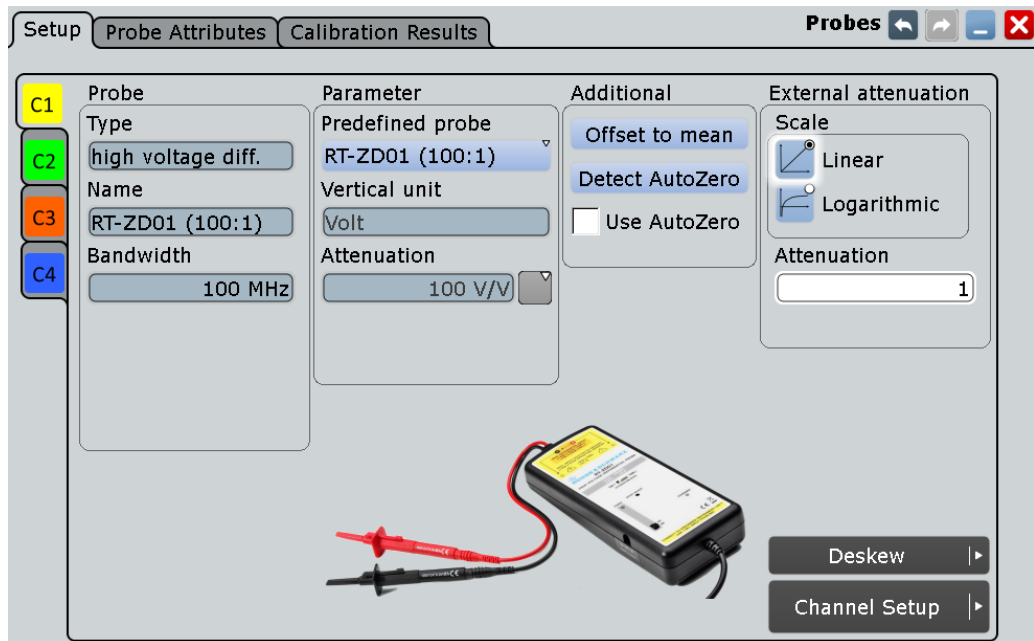 Setup
Probe Attributes
Calibration Results
Probes
C1
C2
C3
C4
Probe
Type
high voltage diff.
Name
RT-ZD01 (100:1)
Bandwidth
100 MHz
Parameter
Predefined probe
RT-ZD01 (100:1)
Vertical unit
Volt
Attenuation
100 V/V
Additional
Offset to mean
Detect AutoZero
Use AutoZero
External attenuation
Scale
Linear
Logarithmic
Attenuation
1
Deskew
Channel Setup